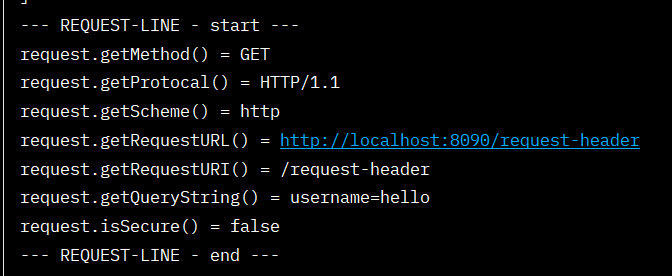 --- REQUEST-LINE - start ---
request.getMethod() = GET
request.getProtocal() = HTTP/1.1
request.getScheme() = http
request.getRequestURL() = http://localhost:8090/request-header
request.getRequestURI() = /request-header
request.getQueryString() = username=hello
request.isSecure() = false
--- REQUEST-LINE - end ---